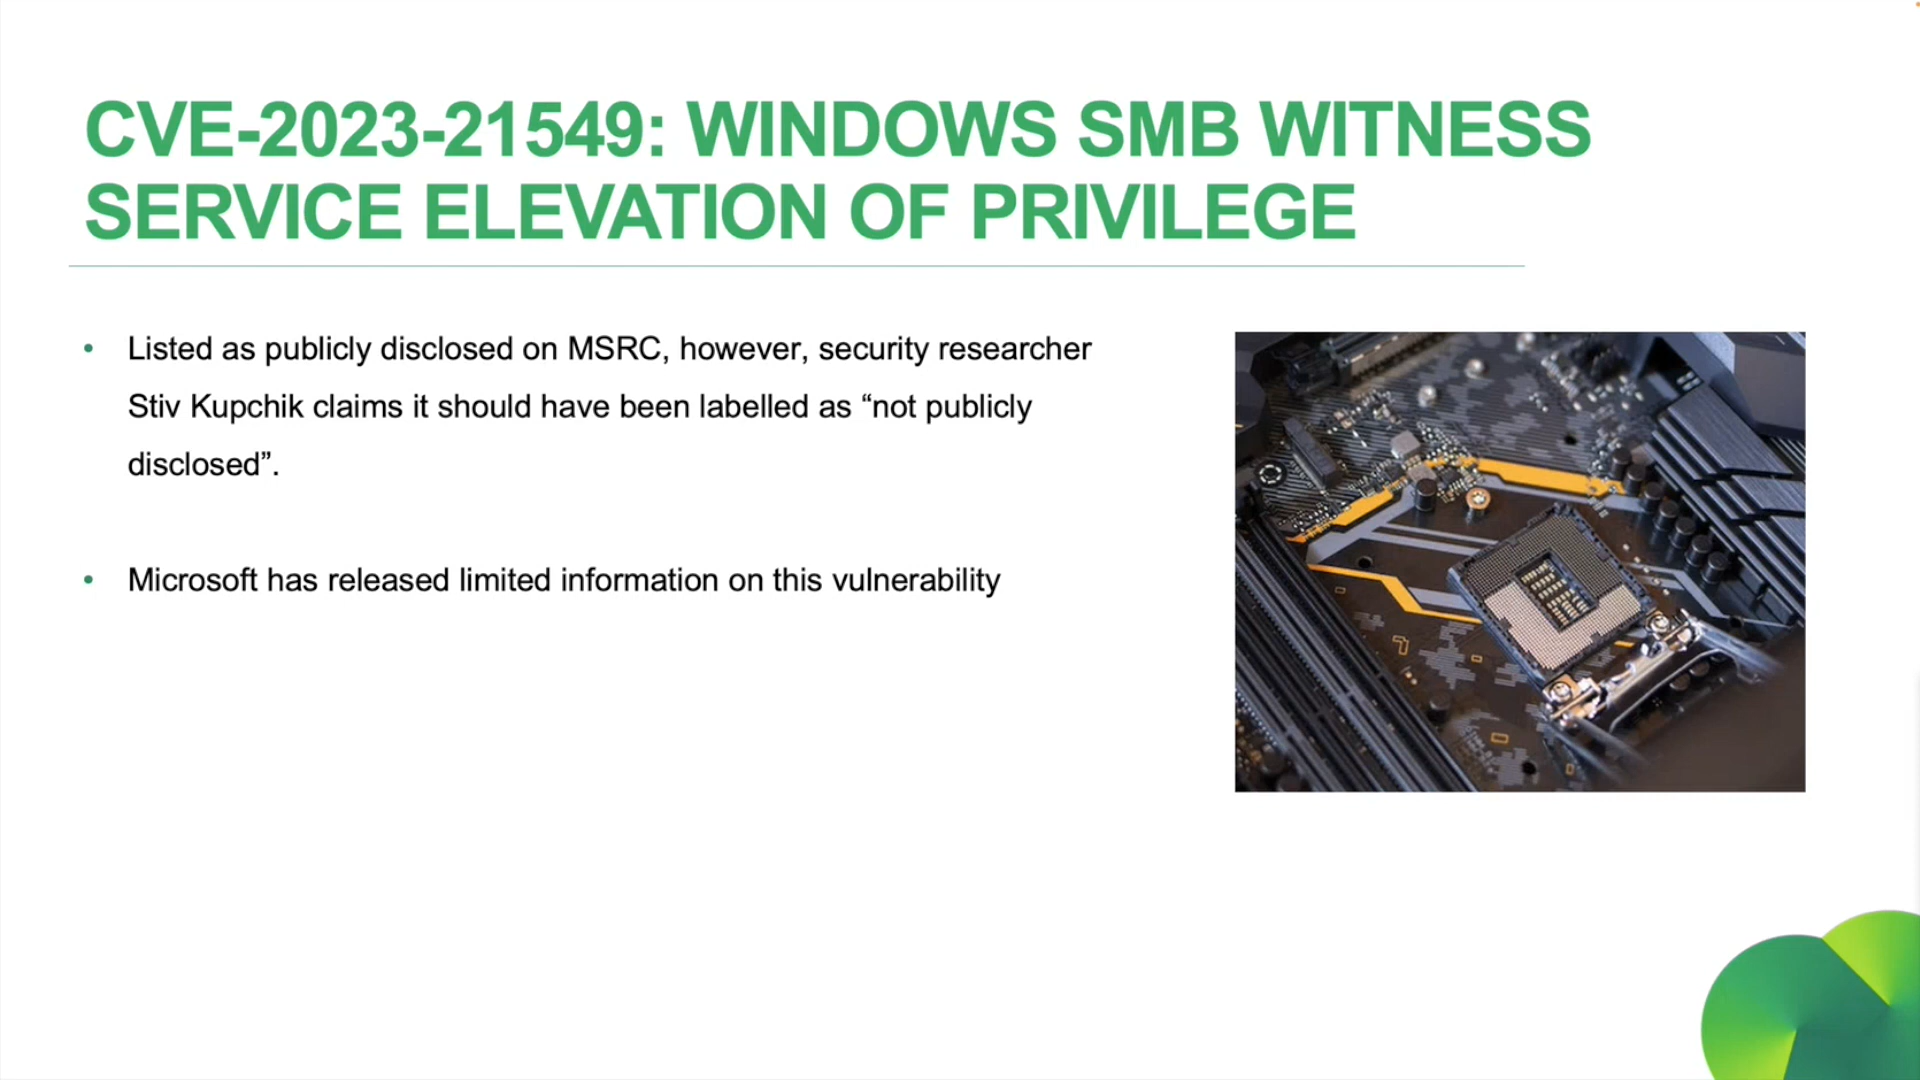 CVE-2023-21549: WINDOWS SMB WITNESS
SERVICE ELEVATION OF PRIVILEGE
• Listed as publicly disclosed on MSRC, however, security researcher
Stiv Kupchik claims it should have been labelled as “not publicly
disclosed”.
• Microsoft has released limited information on this vulnerability